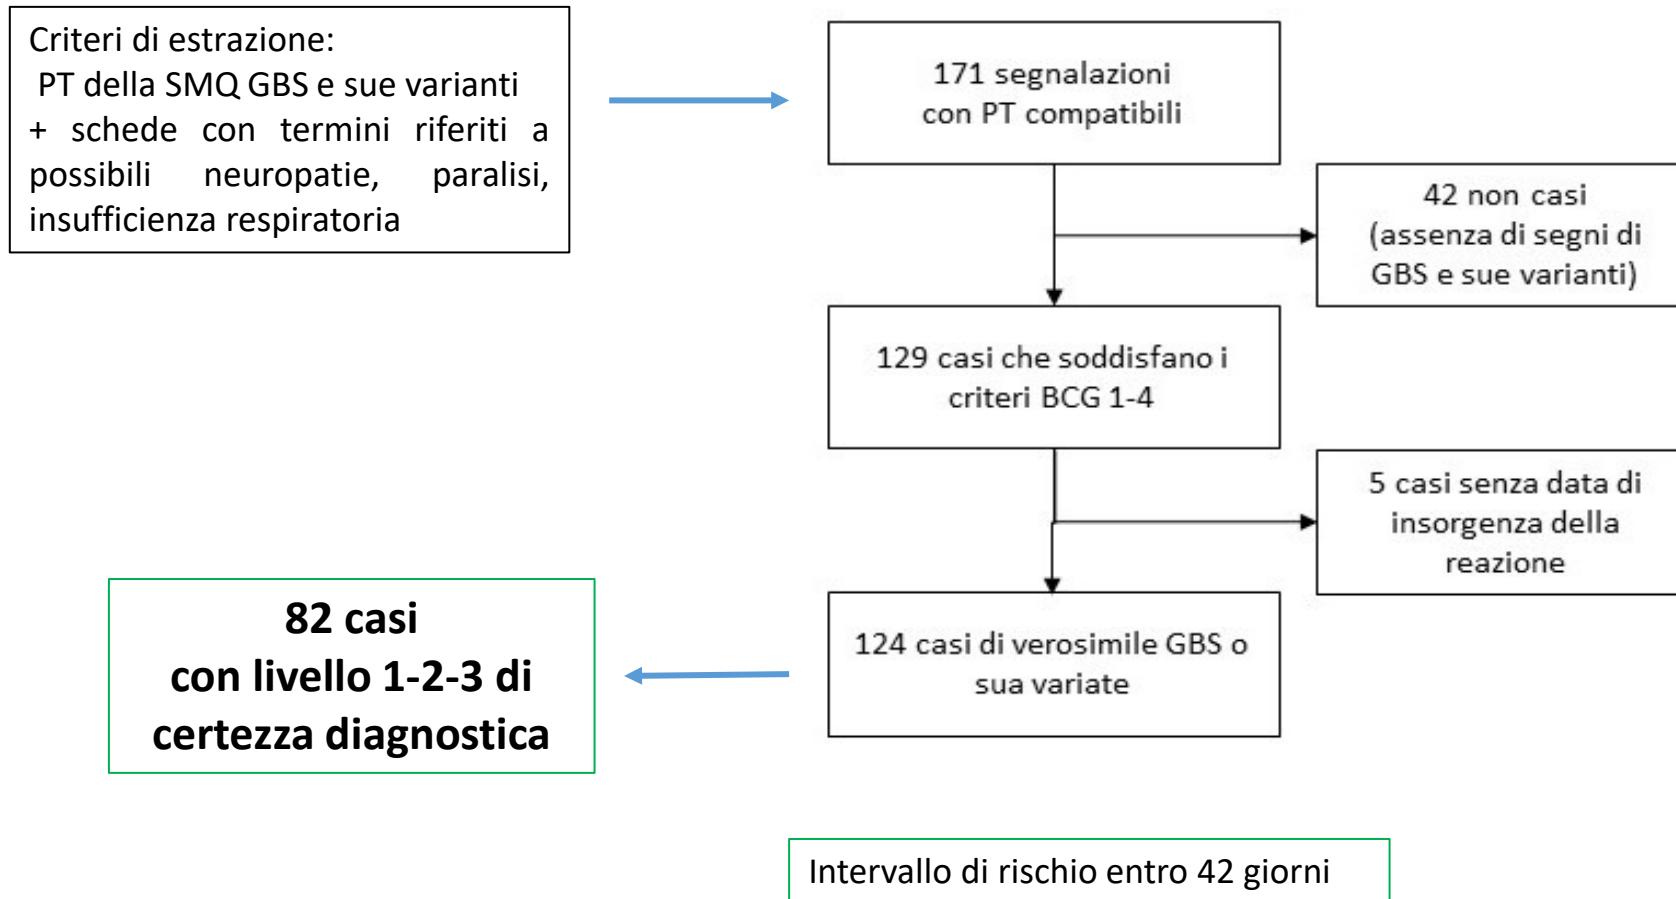 Criteri di estrazione:
PT della SMQ GBS e sue varianti
+ schede con termini riferiti a
possibili neuropatie, paralisi,
insufficienza respiratoria
171 segnalazioni
con PT compatibili
42 non casi
(assenza di segni di
GBS e sue varianti)
129 casi che soddisfano i
criteri BCG 1-4
5 casi senza data di
insorgenza della
reazione
124 casi di verosimile GBS o
sua variate
82 casi
con livello 1-2-3 di
certezza diagnostica
Intervallo di rischio entro 42 giorni